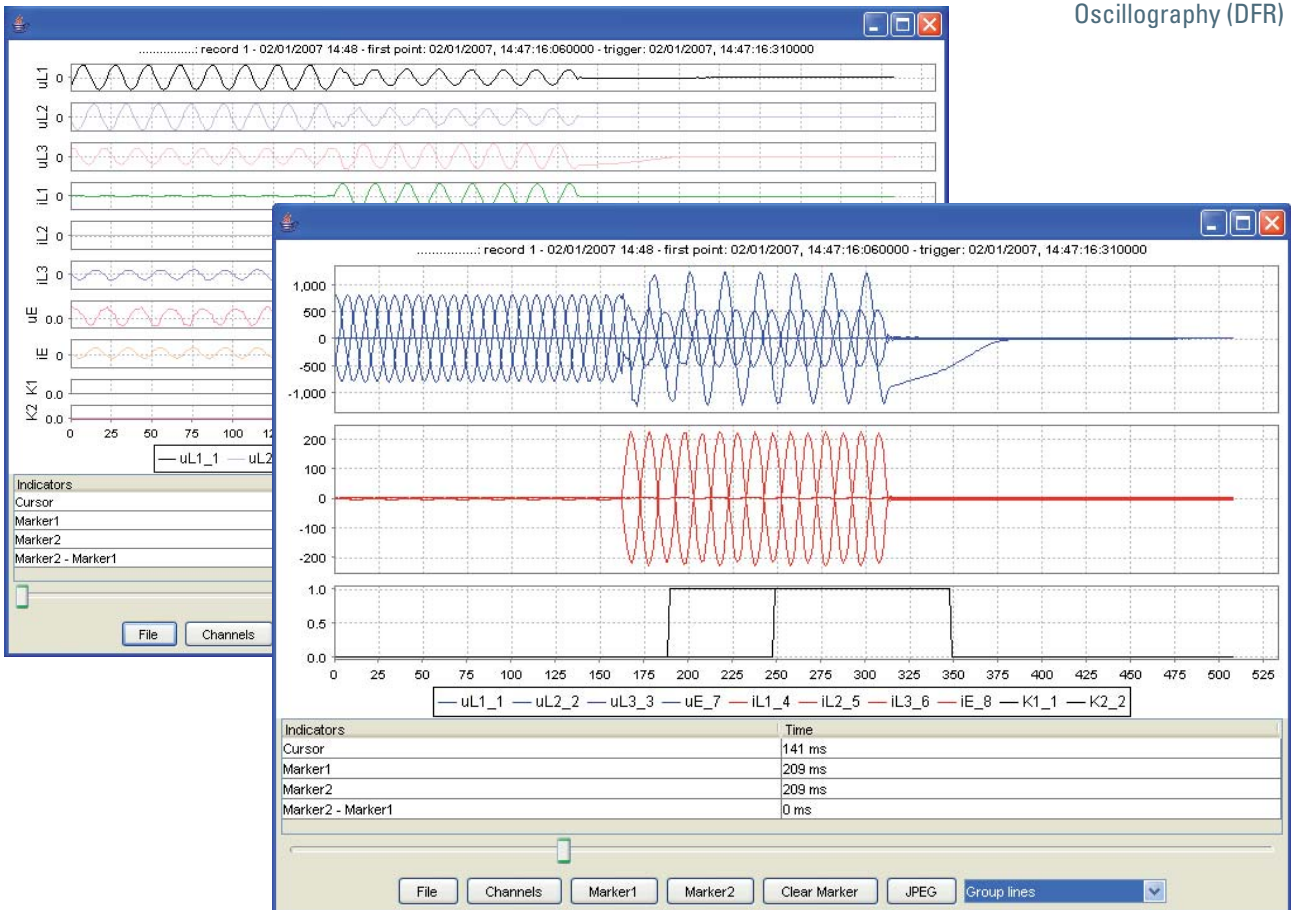 Oscillography (DFR)
................: record 1 - 02/01/2007 14:48 - first point: 02/01/2007, 14:47:16:060000 - trigger: 02/01/2007, 14:47:16:310000
uL1 0
uL2 0
uL3 0
iL1 0
iL2 0
iL3 0
uE 0.0
iE 0
K1 0.0
K2 0.0
0 25 50 75 100
uL1_1 uL2
Indicators
Cursor
Marker1
Marker2
Marker2 - Marker1
File Channels
................: record 1 - 02/01/2007 14:48 - first point: 02/01/2007, 14:47:16:060000 - trigger: 02/01/2007, 14:47:16:310000
1,000
500
0
-500
-1,000
200
100
0
-100
-200
1.0
0.5
0.0
0 25 50 75 100 125 150 175 200 225 250 275 300 325 350 375 400 425 450 475 500 525
uL1_1 uL2_2 uL3_3 uE_7 iL1_4 iL2_5 iL3_6 iE_8 K1_1 K2_2
Indicators Time
Cursor 141 ms
Marker1 209 ms
Marker2 209 ms
Marker2 - Marker1 0 ms
File Channels Marker1 Marker2 Clear Marker JPEG Group lines